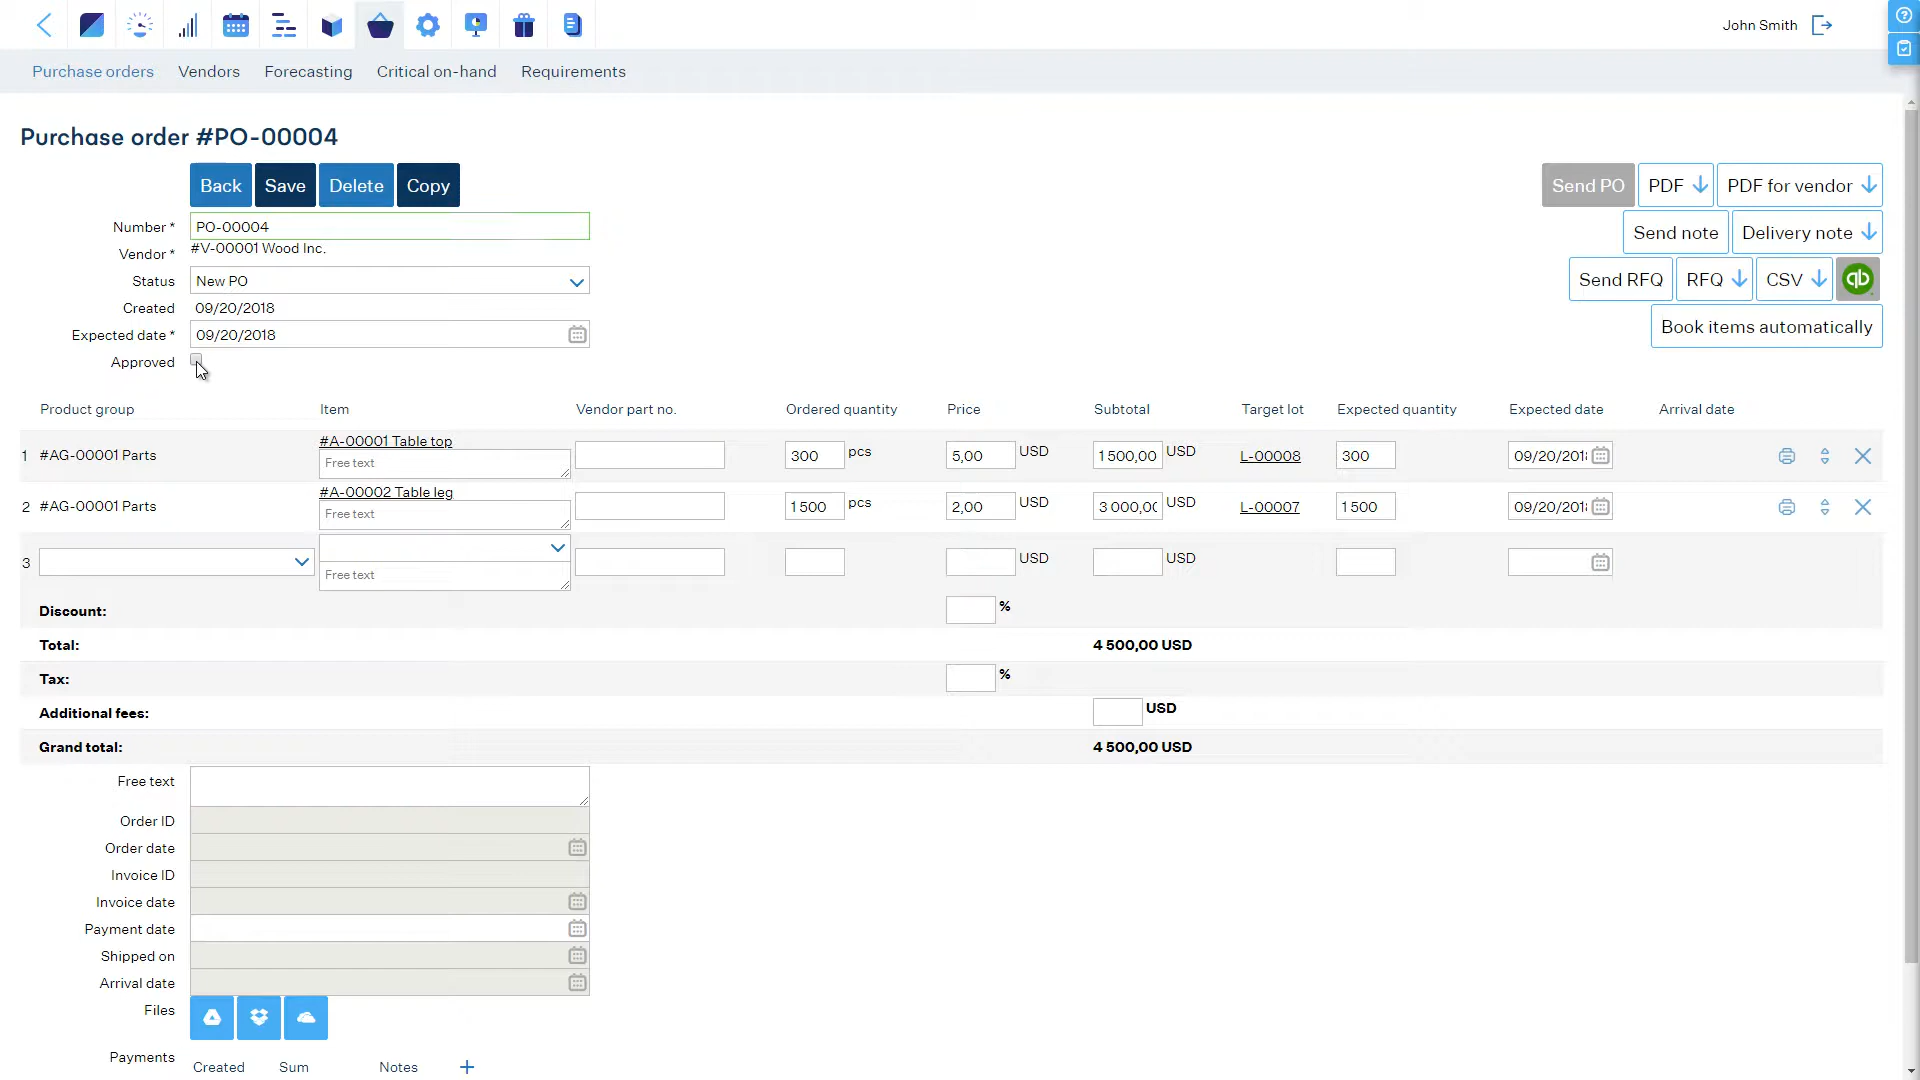 John Smith
Purchase orders Vendors Forecasting Critical on-hand Requirements
Purchase order #PO-00004
Back Save Delete Copy
Send PO PDF PDF for vendor
Number * PO-00004
Send note Delivery note
Vendor * #V-00001 Wood Inc.
Status New PO
Send RFQ RFQ CSV qb
Created 09/20/2018
Book items automatically
Expected date * 09/20/2018
Approved
Product group Item Vendor part no. Ordered quantity Price Subtotal Target lot Expected quantity Expected date Arrival date
#A-00001 Table top
1 #AG-00001 Parts Free text 300 pcs 5,00 USD 1 500,00 USD L-00008 300 09/20/201
#A-00002 Table leg
2 #AG-00001 Parts Free text 1 500 pcs 2,00 USD 3 000,00 USD L-00007 1 500 09/20/201
3 Free text USD USD
Discount: %
Total: 4 500,00 USD
Tax: %
Additional fees: USD
Grand total: 4 500,00 USD
Free text
Order ID
Order date
Invoice ID
Invoice date
Payment date
Shipped on
Arrival date
Files
Payments Created Sum Notes +